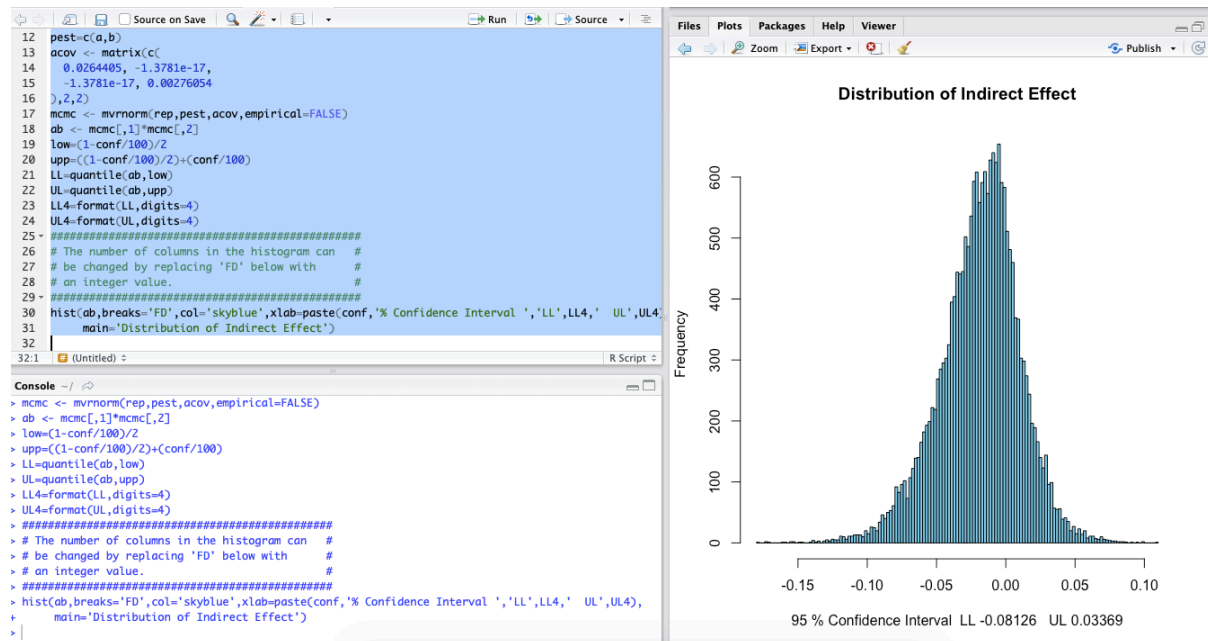 Source on Save
Run
Source
12 pest=c(a,b)
13 acov <- matrix(c(
14   0.0264405, -1.3781e-17,
15   -1.3781e-17, 0.00276054
16 ),2,2)
17 mcmc <- mvrnorm(rep,pest,acov,empirical=FALSE)
18 ab <- mcmc[,1]*mcmc[,2]
19 low=(1-conf/100)/2
20 upp=((1-conf/100)/2)+(conf/100)
21 LL=quantile(ab,low)
22 UL=quantile(ab,upp)
23 LL4=format(LL,digits=4)
24 UL4=format(UL,digits=4)
25 ################################################
26 # The number of columns in the histogram can   #
27 # be changed by replacing 'FD' below with      #
28 # an integer value.                            #
29 ################################################
30 hist(ab,breaks='FD',col='skyblue',xlab=paste(conf,'% Confidence Interval ','LL',LL4,'  UL',UL4)
31      main='Distribution of Indirect Effect')
32
32:1 (Untitled) R Script
Console ~/
> mcmc <- mvrnorm(rep,pest,acov,empirical=FALSE)
> ab <- mcmc[,1]*mcmc[,2]
> low=(1-conf/100)/2
> upp=((1-conf/100)/2)+(conf/100)
> LL=quantile(ab,low)
> UL=quantile(ab,upp)
> LL4=format(LL,digits=4)
> UL4=format(UL,digits=4)
> ################################################
> # The number of columns in the histogram can   #
> # be changed by replacing 'FD' below with      #
> # an integer value.                            #
> ################################################
> hist(ab,breaks='FD',col='skyblue',xlab=paste(conf,'% Confidence Interval ','LL',LL4,'  UL',UL4),
+      main='Distribution of Indirect Effect')
>
Files Plots Packages Help Viewer
Zoom Export Publish
Distribution of Indirect Effect
Frequency
600
500
400
300
200
100
0
-0.15 -0.10 -0.05 0.00 0.05 0.10
95 % Confidence Interval  LL -0.08126   UL 0.03369